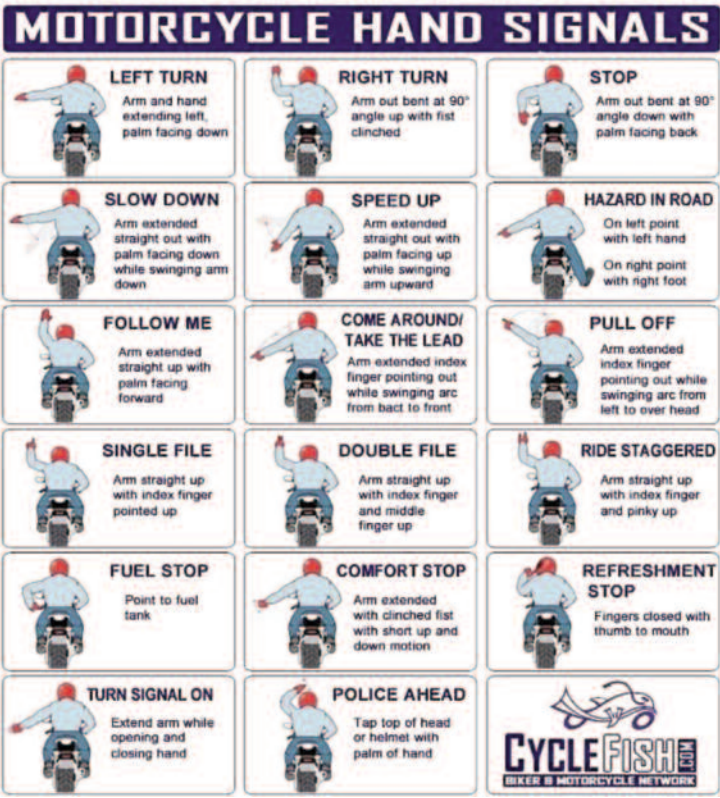 MOTORCYCLE HAND SIGNALS
LEFT TURN
Arm and hand
extending left,
palm facing down
RIGHT TURN
Arm out bent at 90°
angle up with fist
clinched
STOP
Arm out bent at 90°
angle down with
palm facing back
SLOW DOWN
Arm extended
straight out with
palm facing down
while swinging arm
down
SPEED UP
Arm extended
straight out with
palm facing up
while swinging
arm upward
HAZARD IN ROAD
On left point
with left hand
On right point
with right foot
FOLLOW ME
Arm extended
straight up with
palm facing
forward
COME AROUND/
TAKE THE LEAD
Arm extended index
finger pointing out
while swinging arc
from bact to front
PULL OFF
Arm extended
index finger
pointing out while
swinging arc from
left to over head
SINGLE FILE
Arm straight up
with index finger
pointed up
DOUBLE FILE
Arm straight up
with index finger
and middle
finger up
RIDE STAGGERED
Arm straight up
with index finger
and pinky up
FUEL STOP
Point to fuel
tank
COMFORT STOP
Arm extended
with clinched fist
with short up and
down motion
REFRESHMENT
STOP
Fingers closed with
thumb to mouth
TURN SIGNAL ON
Extend arm while
opening and
closing hand
POLICE AHEAD
Tap top of head
or helmet with
palm of hand
CYCLEFISH.COM
BIKER & MOTORCYCLE NETWORK